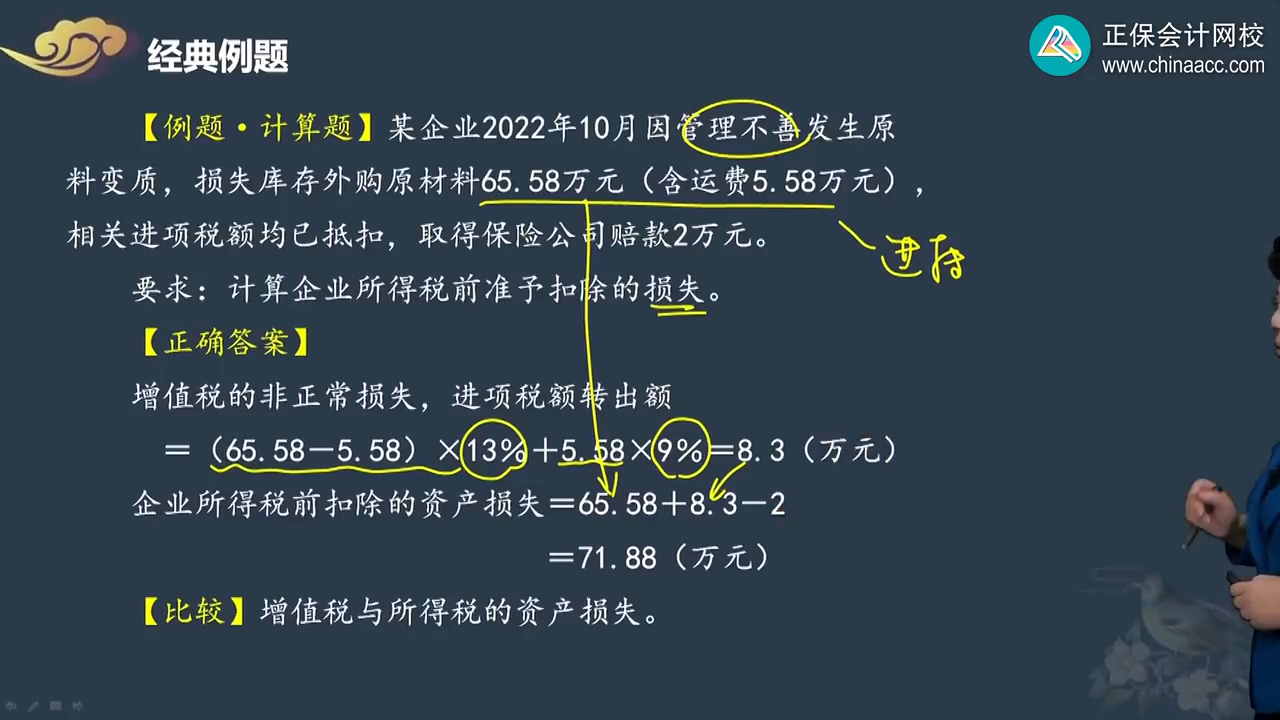 正保会计网校
www.chinaacc.com
经典例题
【例题·计算题】某企业2022年10月因管理不善发生原
料变质，损失库存外购原材料65.58万元（含运费5.58万元），
相关进项税额均已抵扣，取得保险公司赔款2万元。
进转
要求：计算企业所得税前准予扣除的损失。
【正确答案】
增值税的非正常损失，进项税额转出额
＝（65.58－5.58）×13%＋5.58×9%＝8.3（万元）
企业所得税前扣除的资产损失＝65.58＋8.3－2
＝71.88（万元）
【比较】增值税与所得税的资产损失。